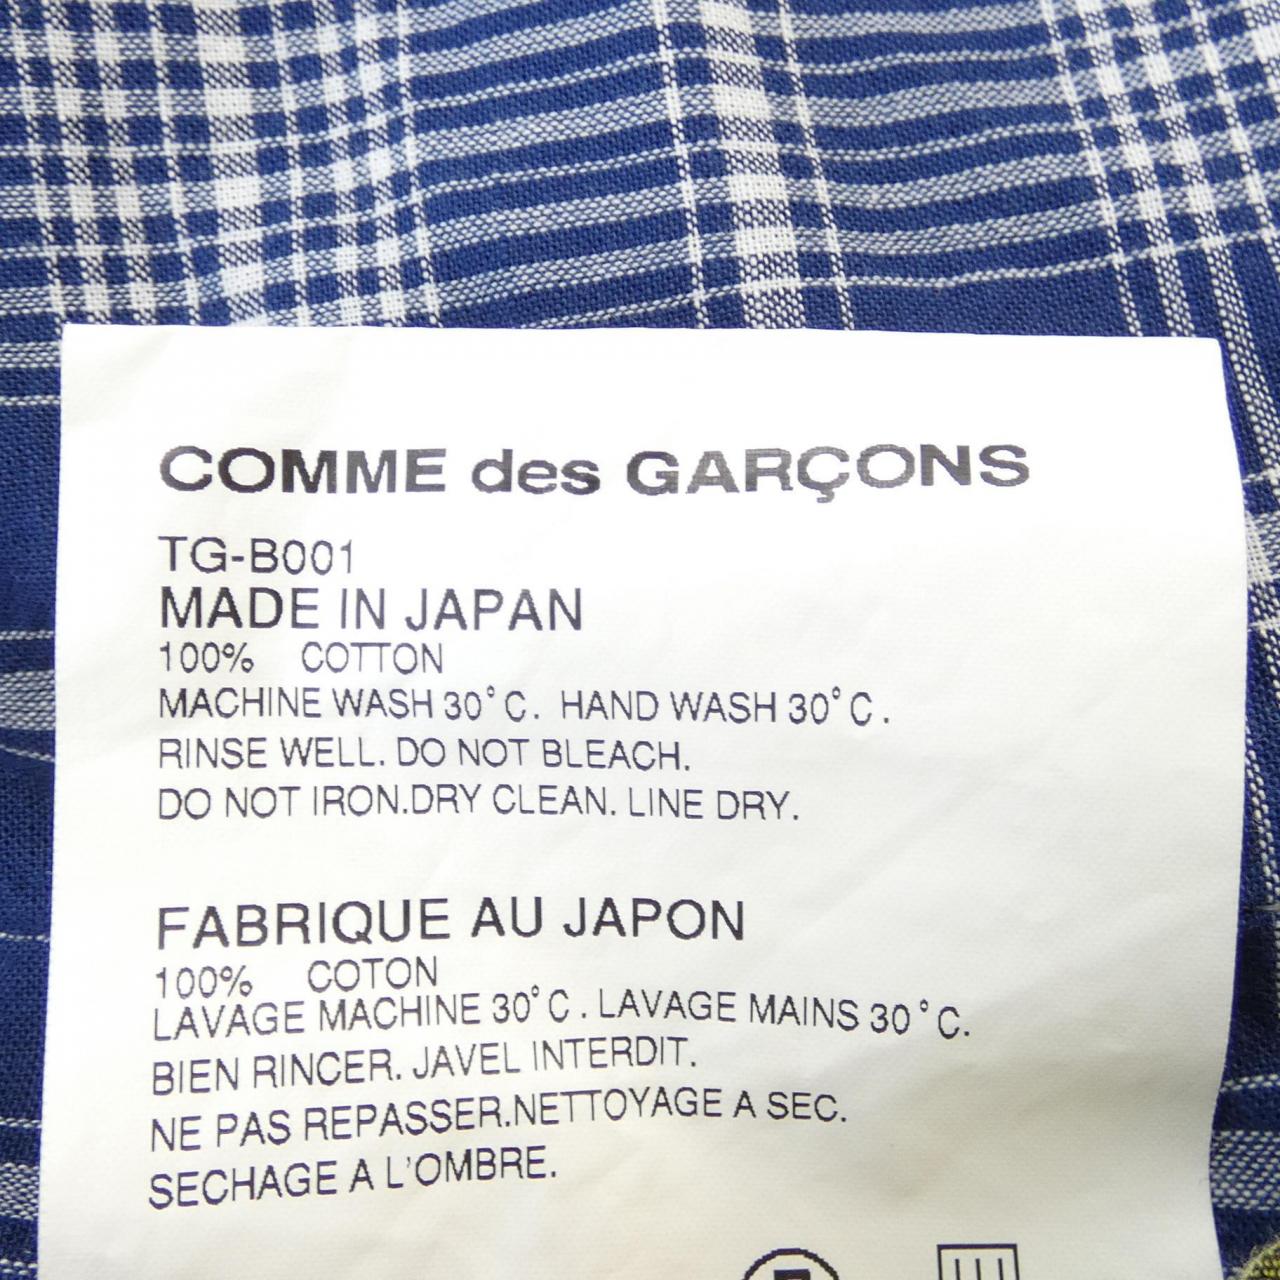 COMME des GARÇONS
TG-B001
MADE IN JAPAN
100% COTTON
MACHINE WASH 30°C. HAND WASH 30°C.
RINSE WELL. DO NOT BLEACH.
DO NOT IRON.DRY CLEAN. LINE DRY.
FABRIQUE AU JAPON
100% COTON
LAVAGE MACHINE 30°C. LAVAGE MAINS 30°C.
BIEN RINCER. JAVEL INTERDIT.
NE PAS REPASSER.NETTOYAGE A SEC.
SECHAGE A L'OMBRE.